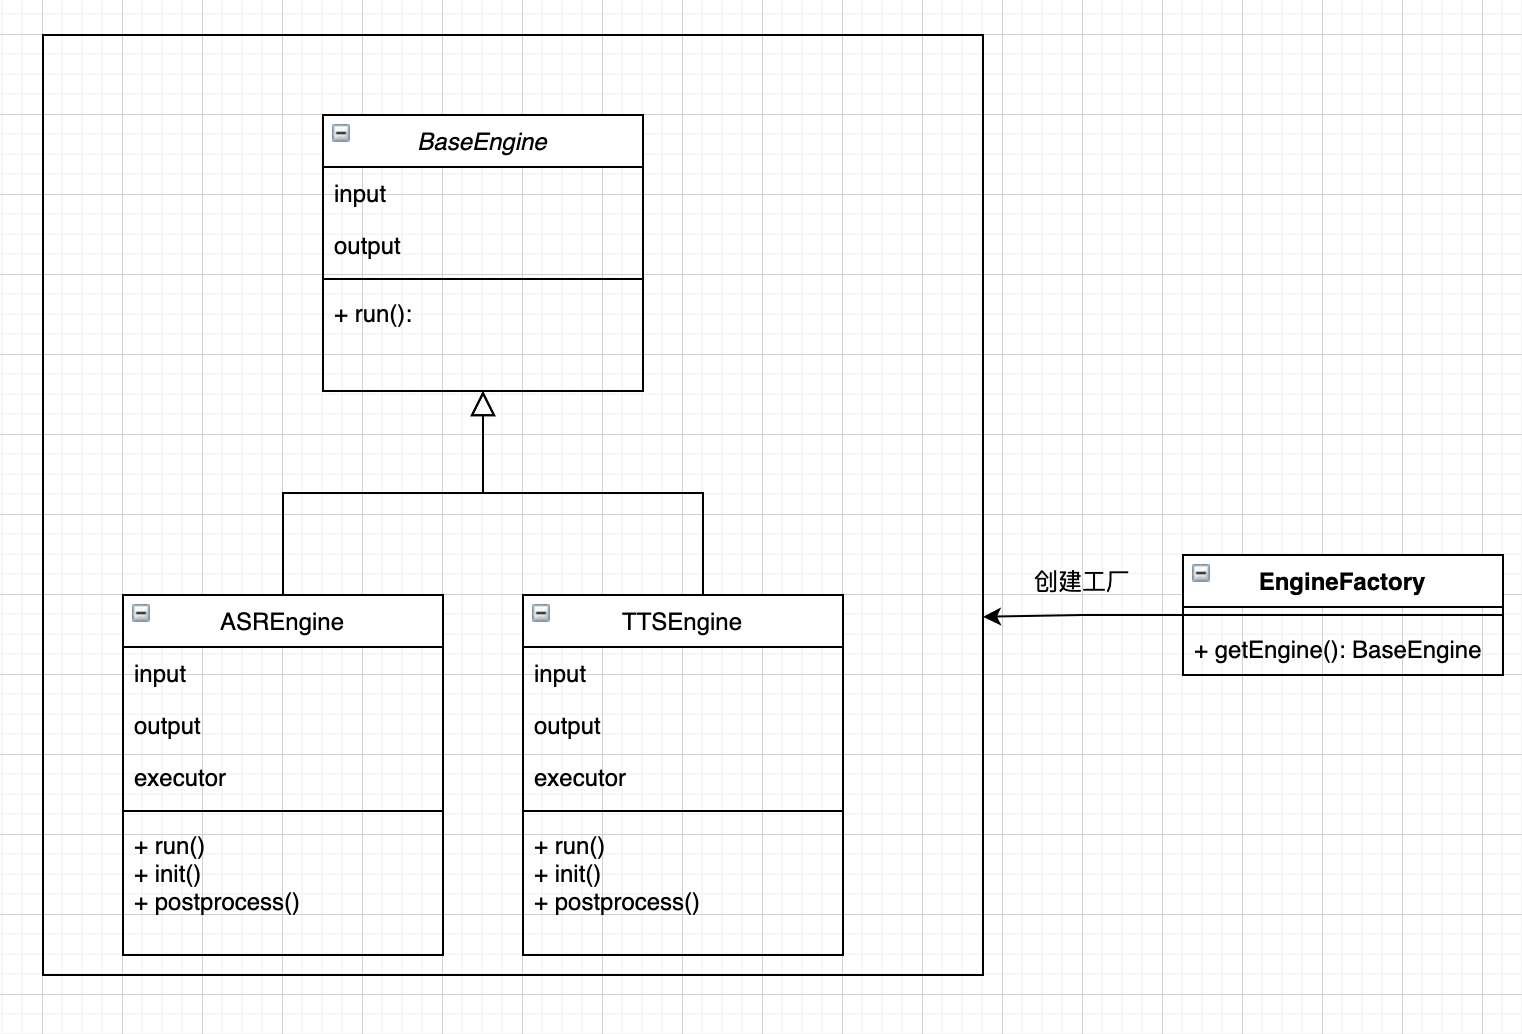 BaseEngine
input
output
+ run():
ASREngine
input
output
executor
+ run()
+ init()
+ postprocess()
TTSEngine
input
output
executor
+ run()
+ init()
+ postprocess()
创建工厂
EngineFactory
+ getEngine(): BaseEngine